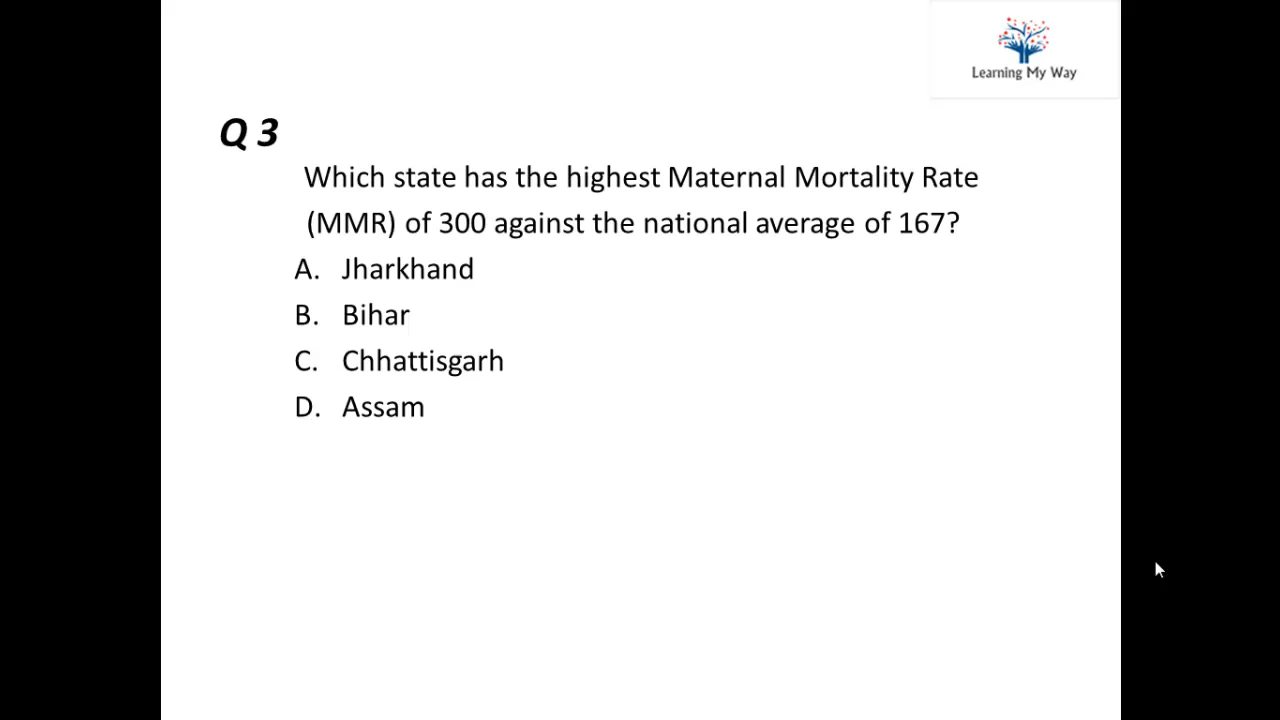 Learning My Way
Q 3
Which state has the highest Maternal Mortality Rate
(MMR) of 300 against the national average of 167?
A. Jharkhand
B. Bihar
C. Chhattisgarh
D. Assam